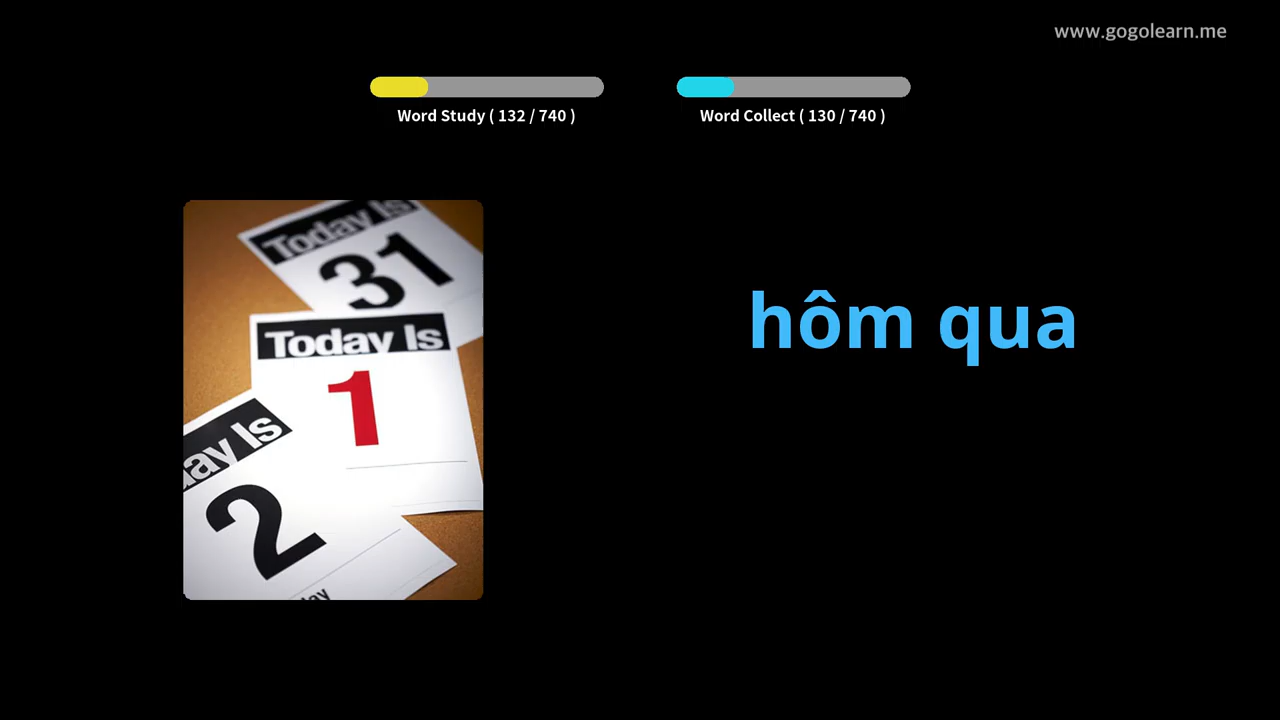 www.gogolearn.me
Word Study ( 132 / 740 )
Word Collect ( 130 / 740 )
Today Is
31
Today Is
1
ay Is
2
hôm qua